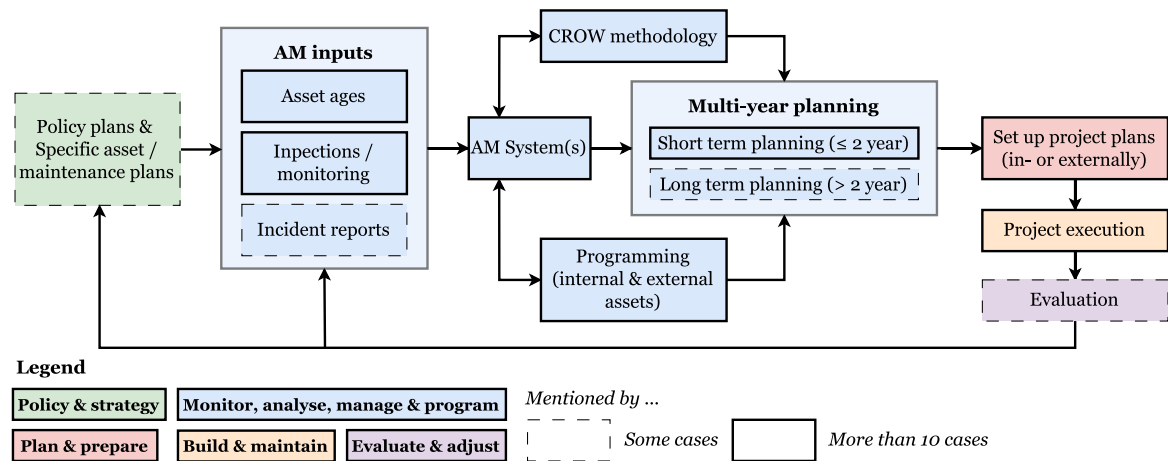 Policy plans &
Specific asset /
maintenance plans
AM inputs
Asset ages
Inpections /
monitoring
Incident reports
AM System(s)
CROW methodology
Programming
(internal & external
assets)
Multi-year planning
Short term planning (≤ 2 year)
Long term planning (> 2 year)
Set up project plans
(in- or externally)
Project execution
Evaluation
Legend
Policy & strategy
Monitor, analyse, manage & program
Plan & prepare
Build & maintain
Evaluate & adjust
Mentioned by ...
Some cases
More than 10 cases